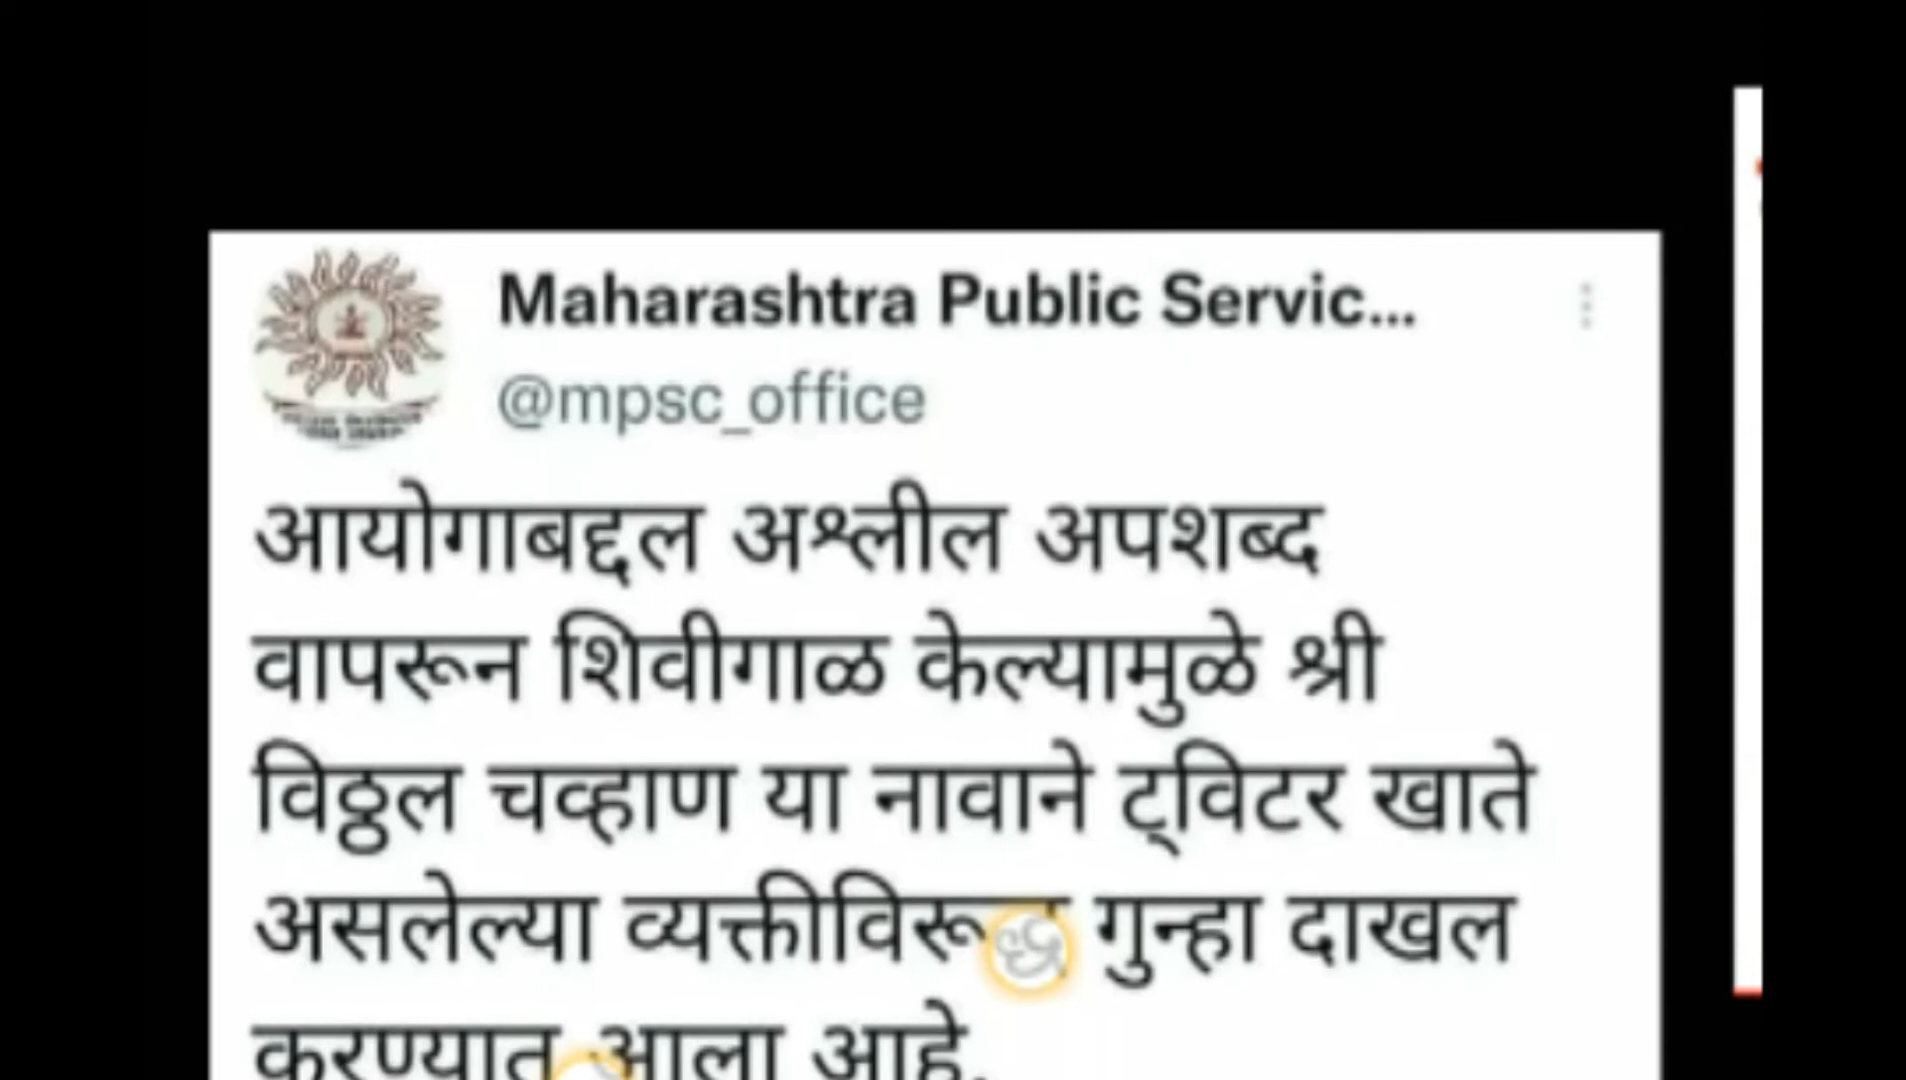 Maharashtra Public Servic...
@mpsc_office
आयोगाबद्दल अश्लील अपशब्द
वापरून शिवीगाळ केल्यामुळे श्री
विठ्ठल चव्हाण या नावाने ट्विटर खाते
असलेल्या व्यक्तीविरू गुन्हा दाखल
करण्यात आला आहे.